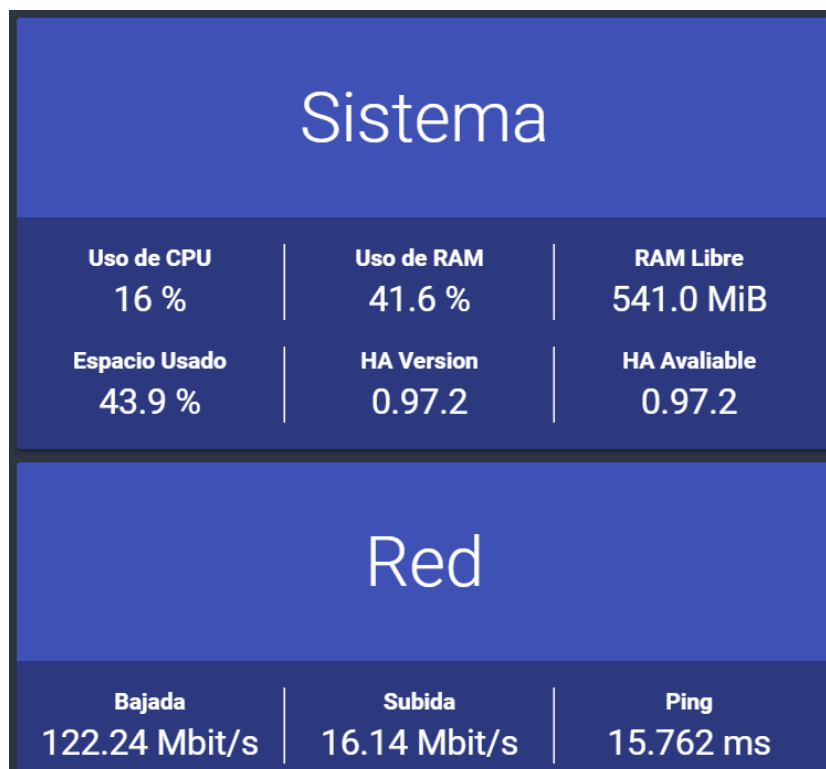 Sistema
Uso de CPU Uso de RAM RAM Libre
16 % 41.6 % 541.0 MiB
Espacio Usado HA Version HA Avaliable
43.9 % 0.97.2 0.97.2
Red
Bajada Subida Ping
122.24 Mbit/s 16.14 Mbit/s 15.762 ms